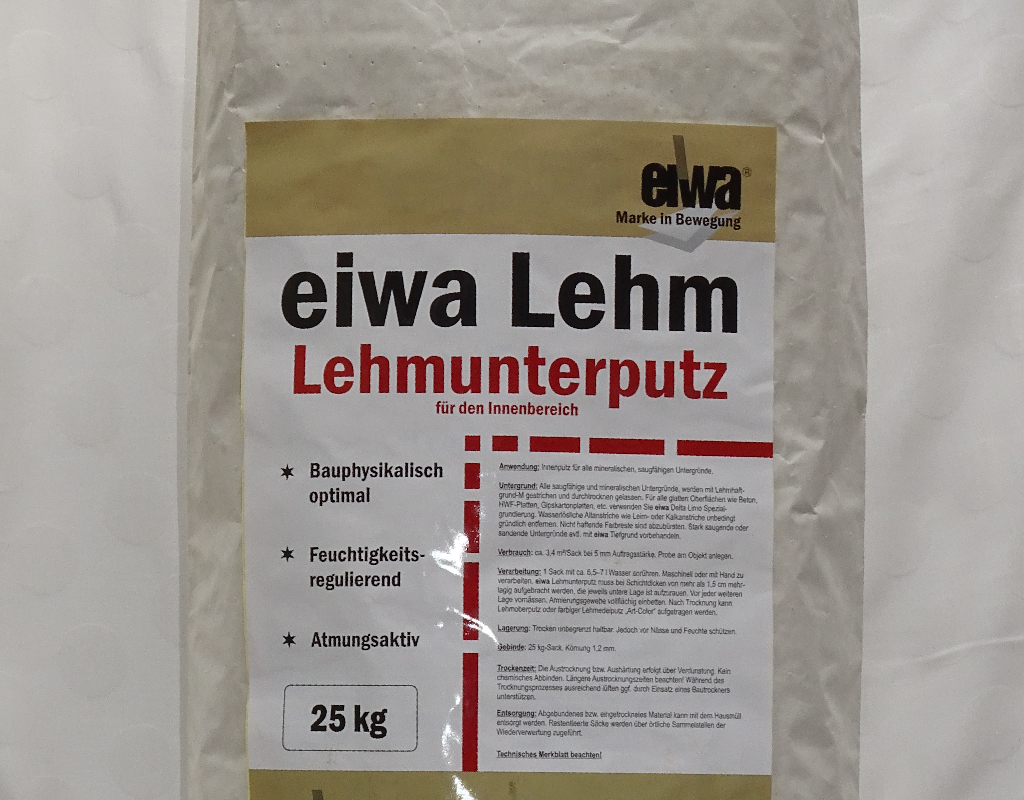 eiwa®
Marke in Bewegung
eiwa Lehm
Lehmunterputz
für den Innenbereich
Bauphysikalisch
optimal
Feuchtigkeits-
regulierend
Atmungsaktiv
25 kg
Anwendung: Innenputz für alle mineralischen, saugfähigen Untergründe.
Untergrund: Alle saugfähige und mineralischen Untergründe, werden mit Lehmhaft-
grund-M gestrichen und durchtrocknen gelassen. Für alle glatten Oberflächen wie Beton,
HWF-Platten, Gipskartonplatten, etc. verwenden Sie eiwa Delta Limo Spezial-
grundierung. Wasserlösliche Altanstriche wie Leim- oder Kalkanstriche unbedingt
gründlich entfernen. Nicht haftende Farbreste sind abzubürsten. Stark saugende oder
sandende Untergründe evtl. mit eiwa Tiefgrund vorbehandeln.
Verbrauch: ca. 3,4 m²/Sack bei 5 mm Auftragsstärke. Probe am Objekt anlegen.
Verarbeitung: 1 Sack mit ca. 6,5–7 l Wasser anrühren. Maschinell oder mit Hand zu
verarbeiten. eiwa Lehmunterputz muss bei Schichtdicken von mehr als 1,5 cm mehr-
lagig aufgebracht werden, die jeweils untere Lage ist aufzurauen. Vor jeder weiteren
Lage vornässen. Armierungsgewebe vollflächig einbetten. Nach Trocknung kann
Lehmoberputz oder farbiger Lehmedelputz „Art-Color“ aufgetragen werden.
Lagerung: Trocken unbegrenzt haltbar. Jedoch vor Nässe und Feuchte schützen.
Gebinde: 25 kg-Sack. Körnung 1,2 mm.
Trockenzeit: Die Austrocknung bzw. Aushärtung erfolgt über Verdunstung. Kein
chemisches Abbinden. Längere Austrocknungszeiten beachten! Während des
Trocknungsprozesses ausreichend lüften ggf. durch Einsatz eines Bautrockners
unterstützen.
Entsorgung: Abgebundenes bzw. eingetrocknetes Material kann mit dem Hausmüll
entsorgt werden. Restentleerte Säcke werden über örtliche Sammelstellen der
Wiederverwertung zugeführt.
Technisches Merkblatt beachten!